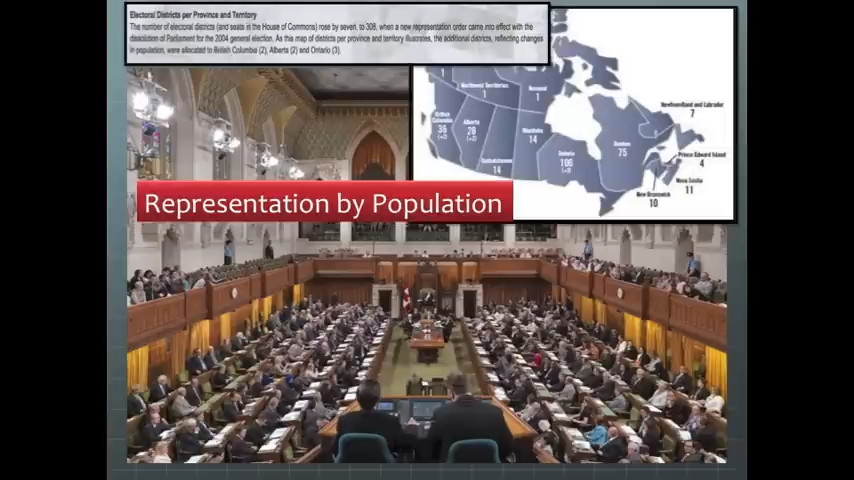 Electoral Districts per Province and Territory
The number of electoral districts (and seats in the House of Commons) rose by seven, to 308, when a new representation order came into effect with the
dissolution of Parliament for the 2004 general election. As this map of districts per province and territory illustrates, the additional districts, reflecting changes
in population, were allocated to British Columbia (2), Alberta (2) and Ontario (3).
Northwest Territories
1
Nunavut
1
Newfoundland and Labrador
7
British
Columbia
36
(+2)
Alberta
28
(+2)
Manitoba
14
Saskatchewan
14
Ontario
106
(+3)
Quebec
75
Prince Edward Island
4
Nova Scotia
11
New Brunswick
10
Representation by Population